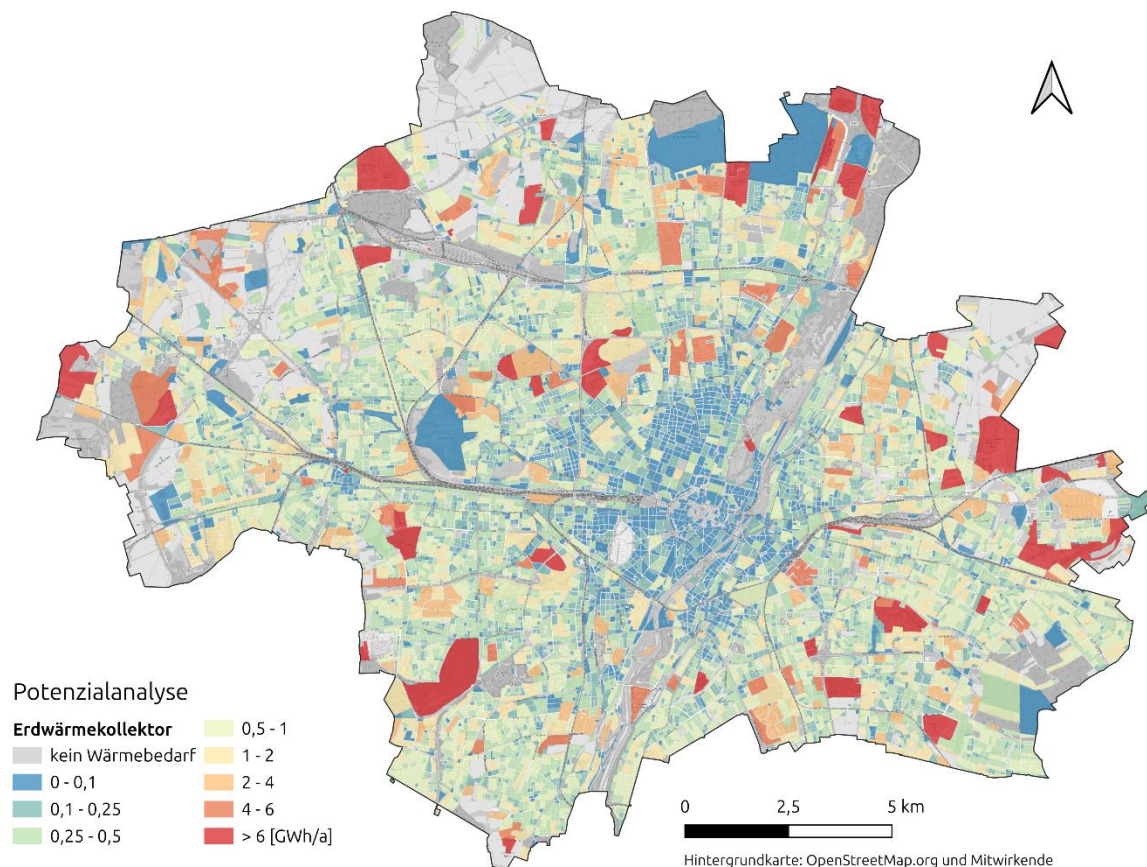 Potenzialanalyse
Erdwärmekollektor
kein Wärmebedarf
0 - 0,1
0,1 - 0,25
0,25 - 0,5
0,5 - 1
1 - 2
2 - 4
4 - 6
> 6 [GWh/a]
0 2,5 5 km
Hintergrundkarte: OpenStreetMap.org und Mitwirkende